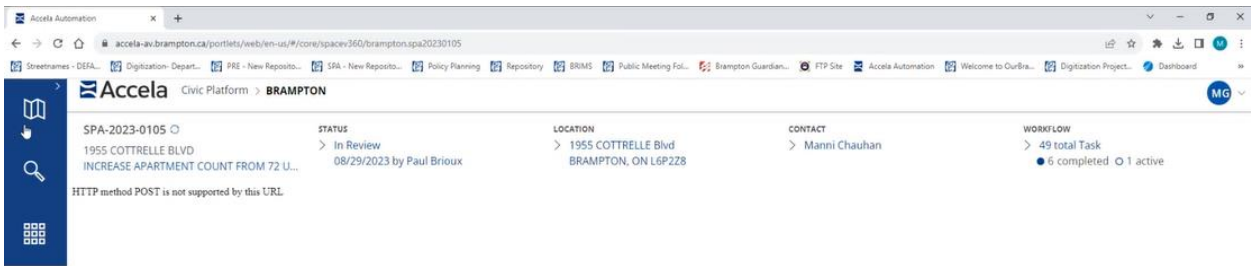 Accela Automation
accela-av.brampton.ca/portlets/web/en-us/#/core/spacev360/brampton.spa20230105
M
Streetnames - DEFA... Digitization- Depart... PRE - New Reposito... SPA - New Reposito... Policy Planning Repository BRIMS Public Meeting Fol... Brampton Guardian... FTP Site Accela Automation Welcome to OurBra... Digitization Project... Dashboard »
Accela Civic Platform > BRAMPTON
MG
SPA-2023-0105 STATUS LOCATION CONTACT WORKFLOW
1955 COTTRELLE BLVD > In Review > 1955 COTTRELLE Blvd > Manni Chauhan > 49 total Task
INCREASE APARTMENT COUNT FROM 72 U... 08/29/2023 by Paul Brioux BRAMPTON, ON L6P2Z8 6 completed 1 active
HTTP method POST is not supported by this URL